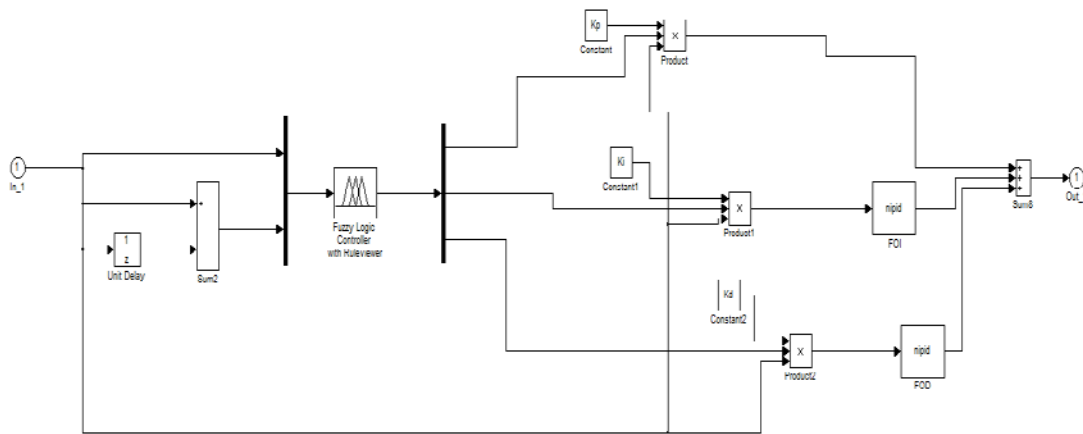 Kp
Constant
x
Product
1
In_1
+
Sum2
1
z
Unit Delay
Fuzzy Logic
Controller
with Ruleviewer
Ki
Constant1
x
Product1
nipid
FOI
+
+
+
Sum8
1
Out_
Kd
Constant2
x
Product2
nipid
FOD